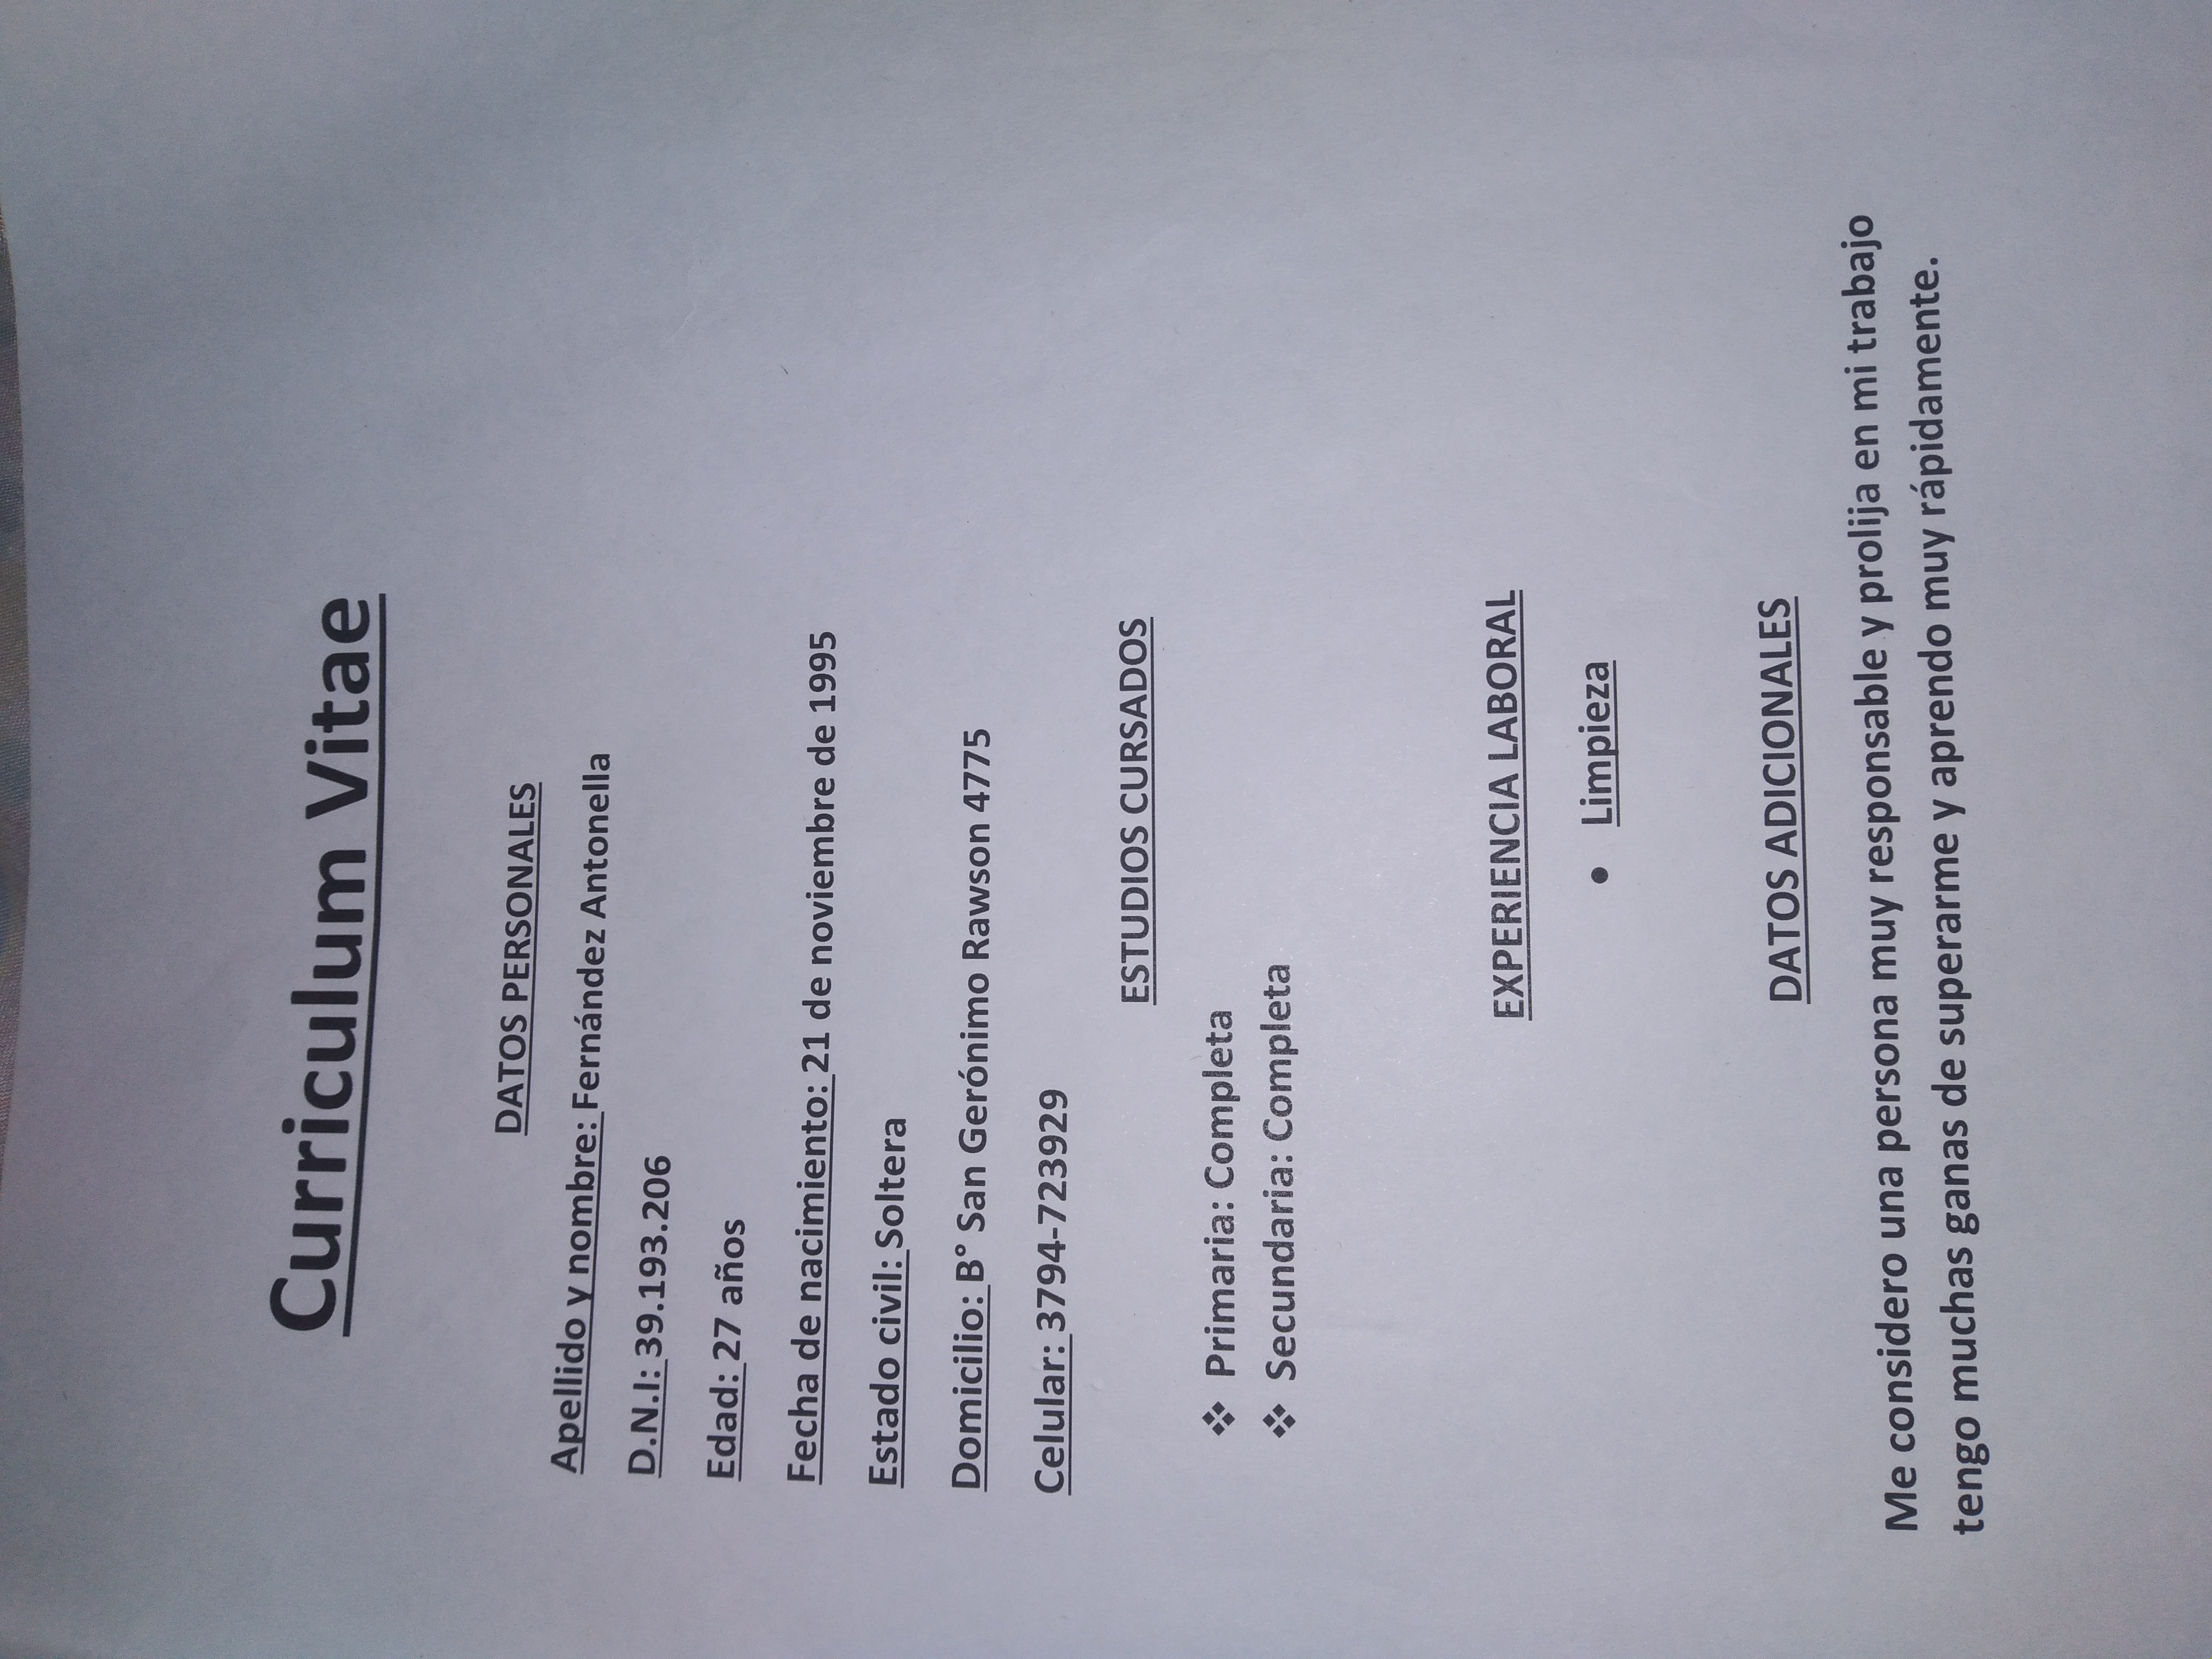 Curriculum Vitae
DATOS PERSONALES
Apellido y nombre: Fernández Antonella
D.N.I: 39.193.206
Edad: 27 años
Fecha de nacimiento: 21 de noviembre de 1995
Estado civil: Soltera
Domicilio: B° San Gerónimo Rawson 4775
Celular: 3794-723929
ESTUDIOS CURSADOS
❖ Primaria: Completa
❖ Secundaria: Completa
EXPERIENCIA LABORAL
• Limpieza
DATOS ADICIONALES
Me considero una persona muy responsable y prolija en mi trabajo
tengo muchas ganas de superarme y aprendo muy rápidamente.